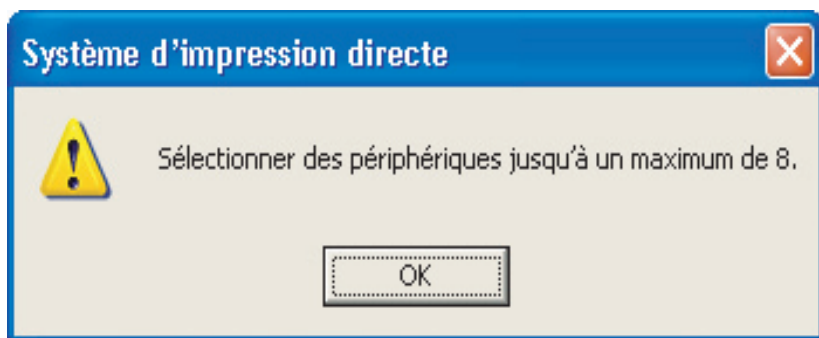 Système d'impression directe
Sélectionner des périphériques jusqu'à un maximum de 8.
OK